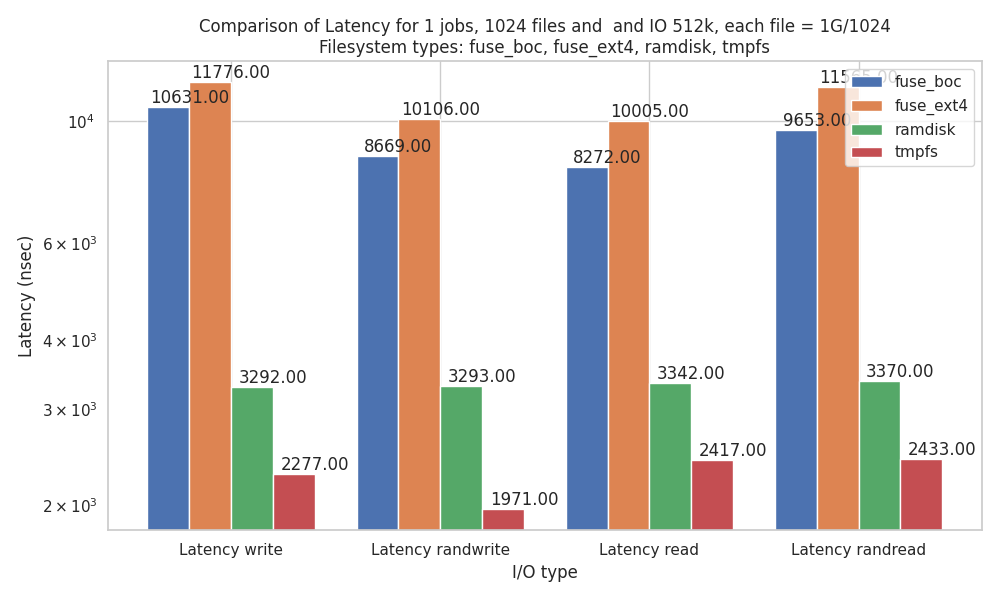 Comparison of Latency for 1 jobs, 1024 files and  and IO 512k, each file = 1G/1024
Filesystem types: fuse_boc, fuse_ext4, ramdisk, tmpfs
11776.00
10631.00
10106.00
8669.00
10005.00
8272.00
9653.00
3292.00
3293.00
3342.00
3370.00
2277.00
1971.00
2417.00
2433.00
fuse_boc
fuse_ext4
ramdisk
tmpfs
10⁴
6 × 10³
4 × 10³
3 × 10³
2 × 10³
Latency (nsec)
Latency write
Latency randwrite
Latency read
Latency randread
I/O type